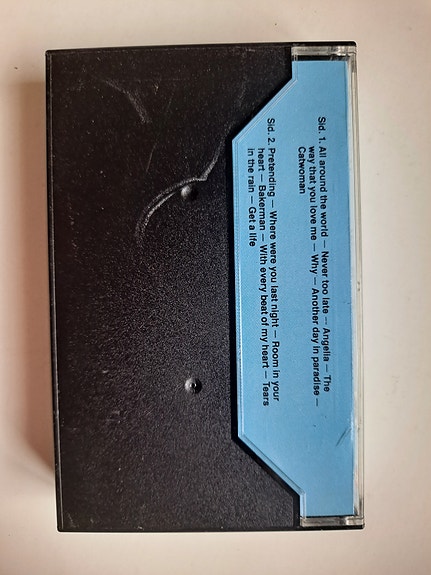 Sid. 1. All around the world — Never too late — Angelia — The
way that you love me — Why — Another day in paradise —
Catwoman
Sid. 2. Pretending — Where were you last night — Room in your
heart — Bakerman — With every beat of my heart — Tears
in the rain — Get a life